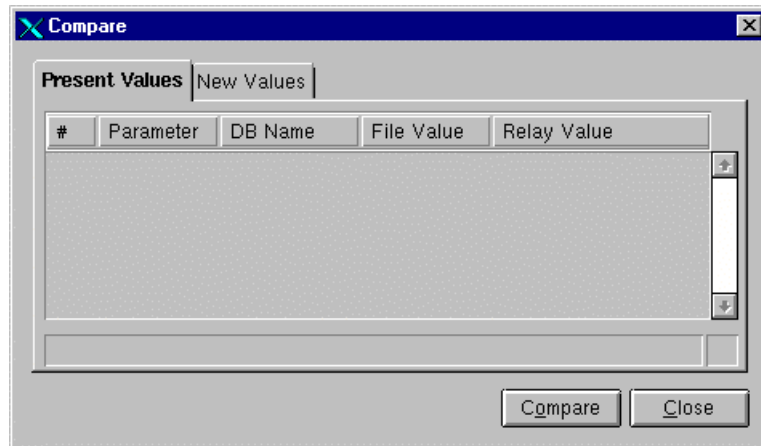 Compare
Present Values New Values
# Parameter DB Name File Value Relay Value
Compare Close